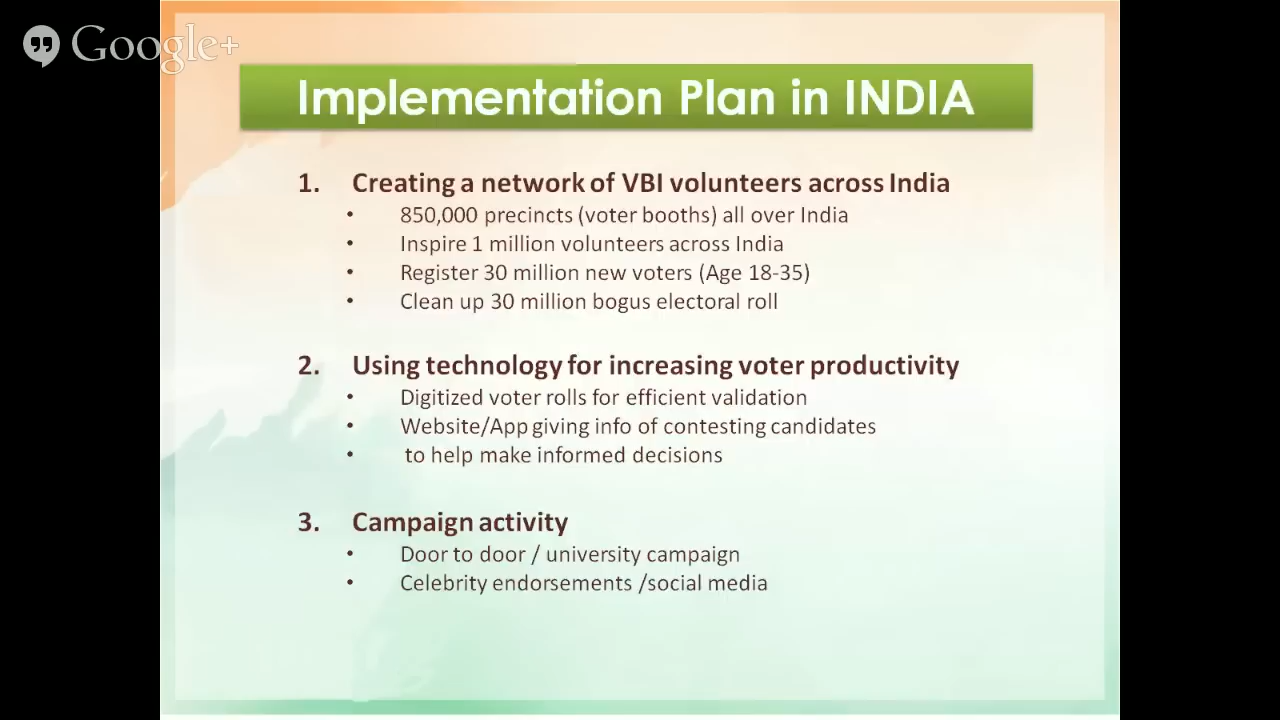 Google+
Implementation Plan in INDIA
1. Creating a network of VBI volunteers across India
• 850,000 precincts (voter booths) all over India
• Inspire 1 million volunteers across India
• Register 30 million new voters (Age 18-35)
• Clean up 30 million bogus electoral roll
2. Using technology for increasing voter productivity
• Digitized voter rolls for efficient validation
• Website/App giving info of contesting candidates
• to help make informed decisions
3. Campaign activity
• Door to door / university campaign
• Celebrity endorsements /social media